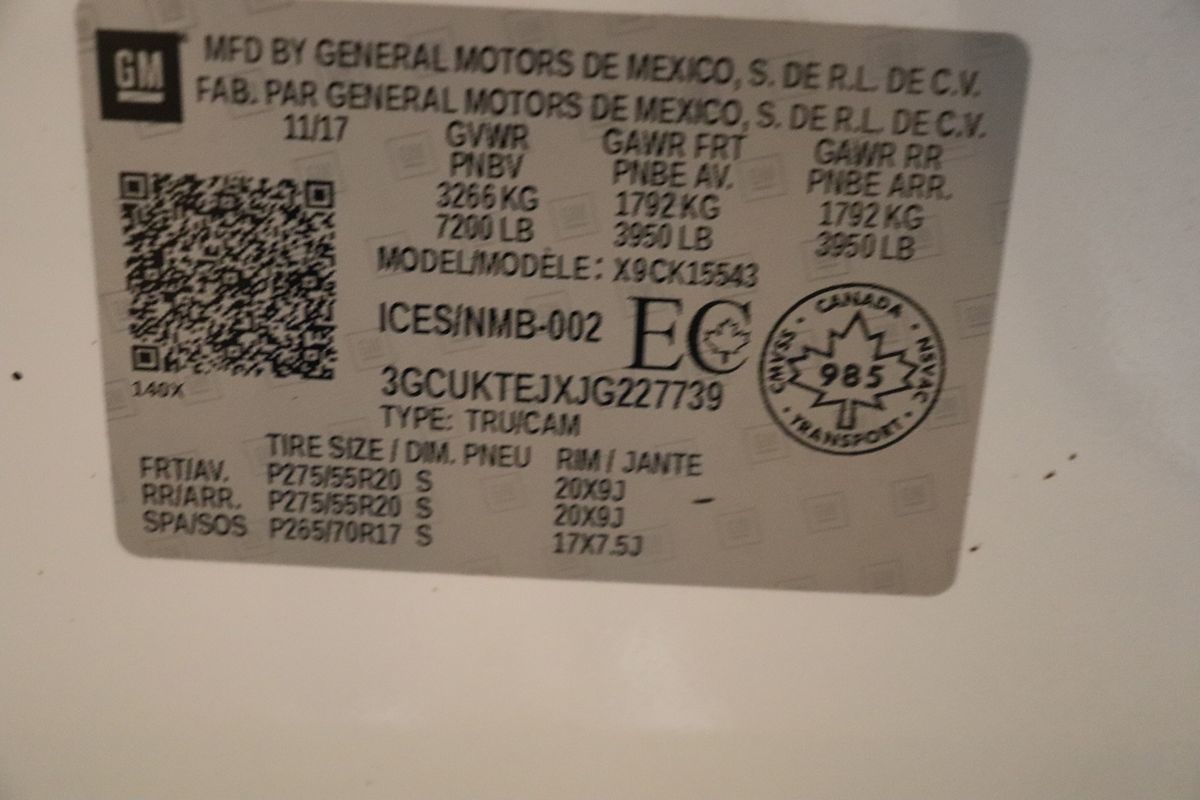 GM MFD BY GENERAL MOTORS DE MEXICO, S. DE R.L. DE C.V.
FAB. PAR GENERAL MOTORS DE MEXICO, S. DE R.L. DE C.V.
11/17 GVWR GAWR FRT GAWR RR
PNBV PNBE AV. PNBE ARR.
3266 KG 1792 KG 1792 KG
7200 LB 3950 LB 3950 LB
MODEL/MODÈLE: X9CK15543
ICES/NMB-002 EC
CANADA
CMVSS NSVAC
985
TRANSPORT
140X
3GCUKTEJXJG227739
TYPE: TRU/CAM
TIRE SIZE / DIM. PNEU RIM / JANTE
FRT/AV. P275/55R20 S 20X9J
RR/ARR. P275/55R20 S 20X9J
SPA/SOS P265/70R17 S 17X7.5J